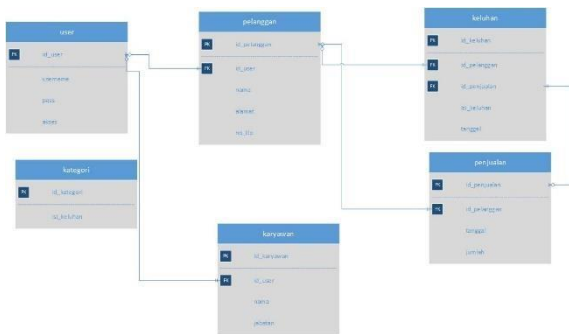 user
PK id_user
username
pass
akses
pelanggan
PK id_pelanggan
FK id_user
nama
alamat
no_tlp
keluhan
PK id_keluhan
FK id_pelanggan
FK id_penjualan
isi_keluhan
tanggal
kategori
PK id_kategori
isi_keluhan
penjualan
PK id_penjualan
FK id_pelanggan
tanggal
jumlah
karyawan
PK id_karyawan
FK id_user
nama
jabatan